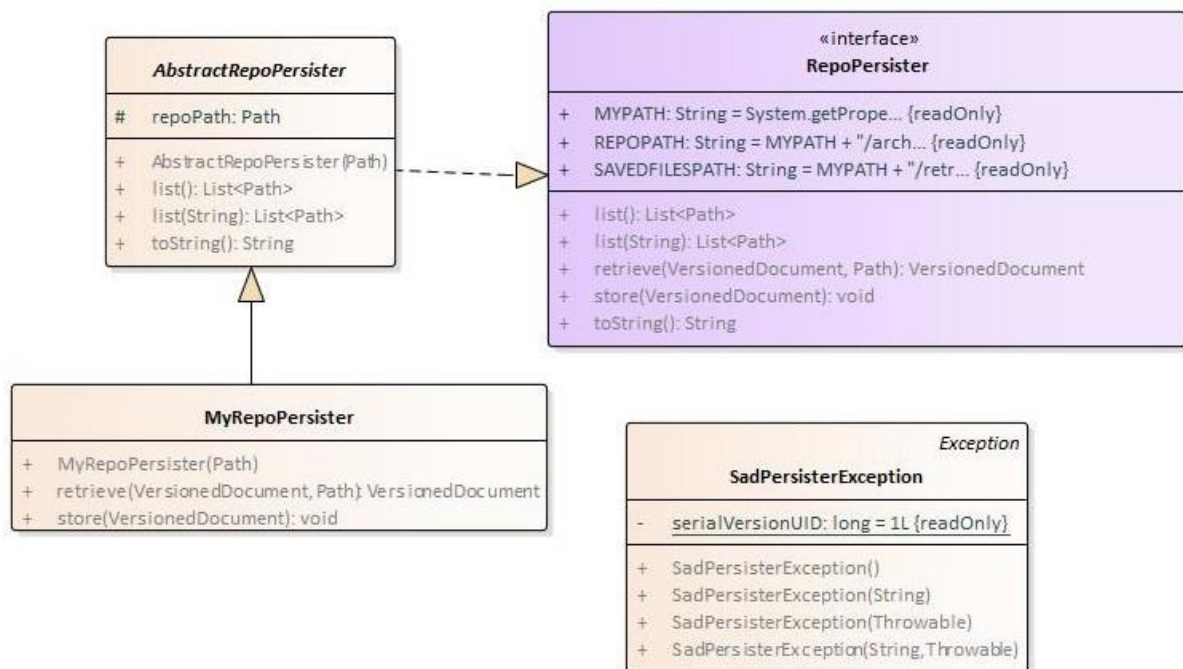 AbstractRepoPersister
# repoPath: Path
+ AbstractRepoPersister(Path)
+ list(): List<Path>
+ list(String): List<Path>
+ toString(): String
«interface»
RepoPersister
+ MYPATH: String = System.getPrope... {readOnly}
+ REPOPATH: String = MYPATH + "/arch... {readOnly}
+ SAVEDFILESPATH: String = MYPATH + "/retr... {readOnly}
+ list(): List<Path>
+ list(String): List<Path>
+ retrieve(VersionedDocument, Path): VersionedDocument
+ store(VersionedDocument): void
+ toString(): String
MyRepoPersister
+ MyRepoPersister(Path)
+ retrieve(VersionedDocument, Path): VersionedDocument
+ store(VersionedDocument): void
Exception
SadPersisterException
- serialVersionUID: long = 1L {readOnly}
+ SadPersisterException()
+ SadPersisterException(String)
+ SadPersisterException(Throwable)
+ SadPersisterException(String,Throwable)